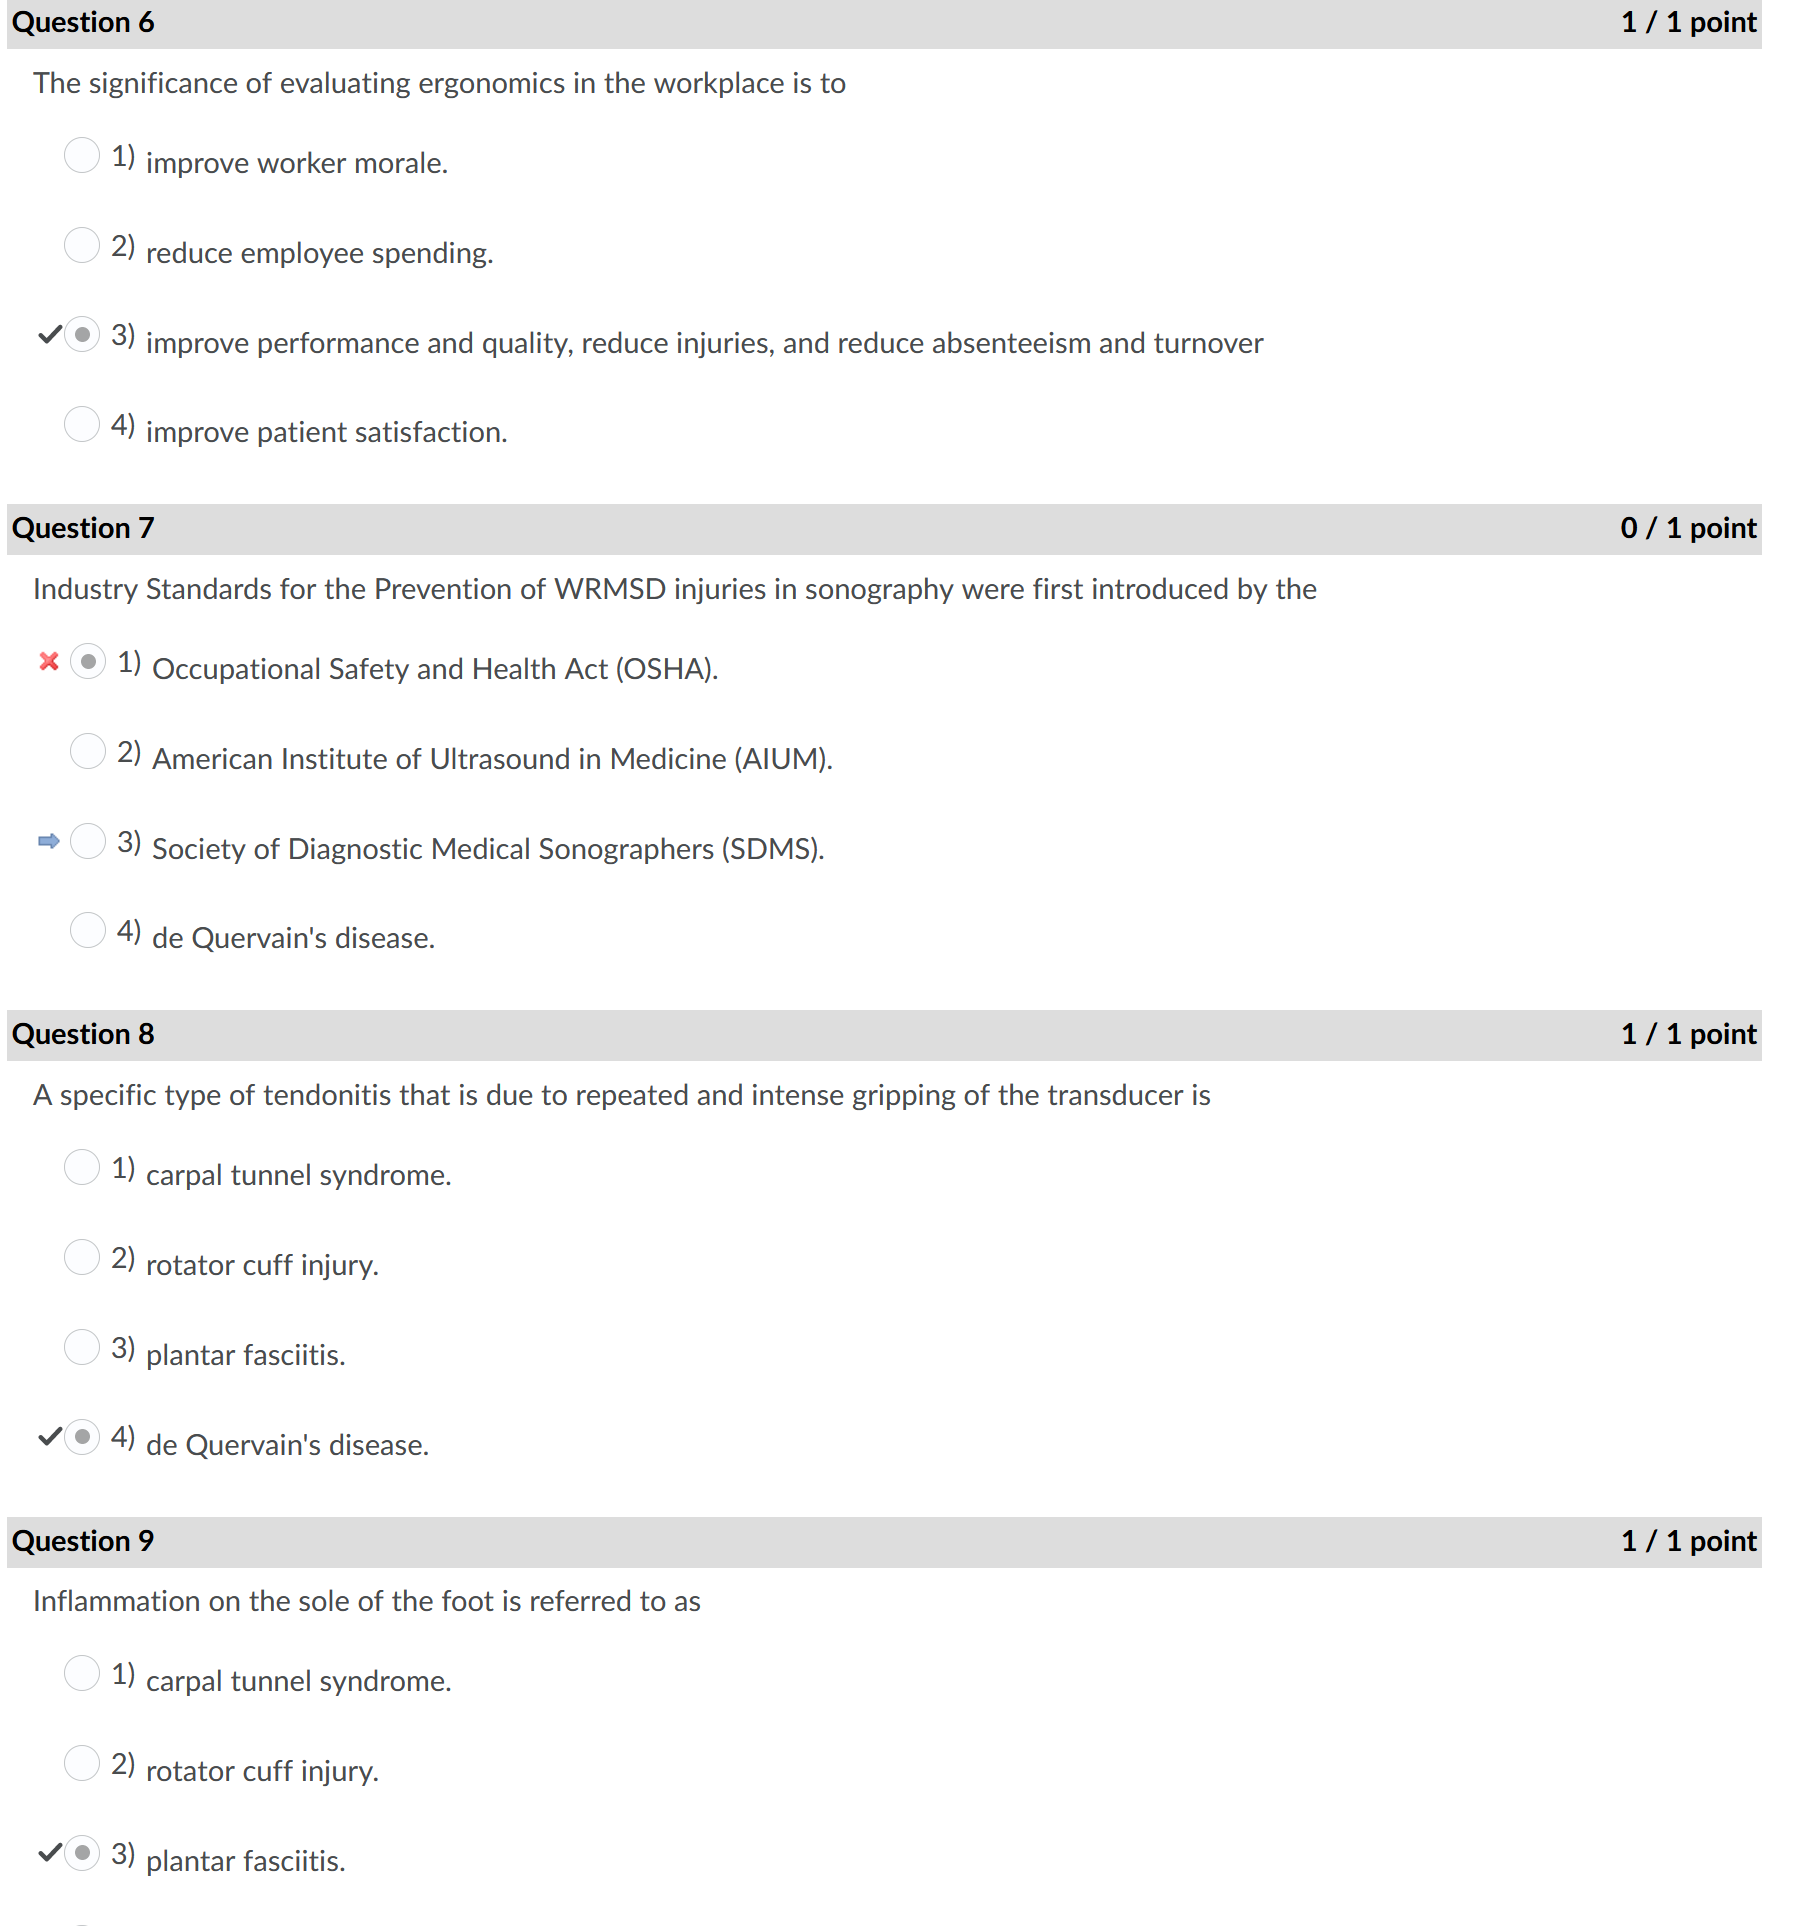 Question 6 1 / 1 point
The significance of evaluating ergonomics in the workplace is to
1) improve worker morale.
2) reduce employee spending.
3) improve performance and quality, reduce injuries, and reduce absenteeism and turnover
4) improve patient satisfaction.
Question 7 0 / 1 point
Industry Standards for the Prevention of WRMSD injuries in sonography were first introduced by the
1) Occupational Safety and Health Act (OSHA).
2) American Institute of Ultrasound in Medicine (AIUM).
3) Society of Diagnostic Medical Sonographers (SDMS).
4) de Quervain's disease.
Question 8 1 / 1 point
A specific type of tendonitis that is due to repeated and intense gripping of the transducer is
1) carpal tunnel syndrome.
2) rotator cuff injury.
3) plantar fasciitis.
4) de Quervain's disease.
Question 9 1 / 1 point
Inflammation on the sole of the foot is referred to as
1) carpal tunnel syndrome.
2) rotator cuff injury.
3) plantar fasciitis.